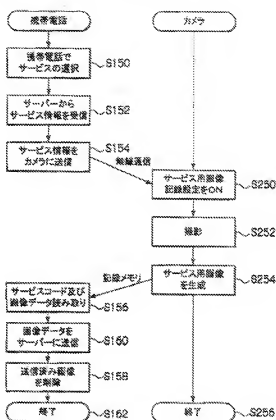 携帯電話
カメラ
携帯電話で
サービスの選択
S150
サーバーから
サービス情報を受信
S152
サービス情報を
カメラに送信
S154
無線通信
サービス用画像
記録設定をON
S250
撮影
S252
サービス用画像
を生成
S254
記録メモリ
サービスコード及び
画像データ読み取り
S156
画像データを
サーバーに送信
S160
送信済み画像
を削除
S158
終了
S162
終了
S256